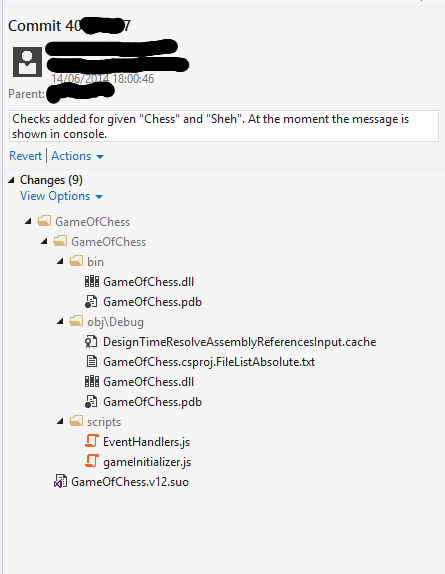 Commit 40 7
14/06/2014 18:00:46
Parent:
Checks added for given "Chess" and "Sheh". At the moment the message is
shown in console.
Revert | Actions
Changes (9)
View Options
GameOfChess
GameOfChess
bin
GameOfChess.dll
GameOfChess.pdb
obj\Debug
DesignTimeResolveAssemblyReferencesInput.cache
GameOfChess.csproj.FileListAbsolute.txt
GameOfChess.dll
GameOfChess.pdb
scripts
EventHandlers.js
gameInitializer.js
GameOfChess.v12.suo